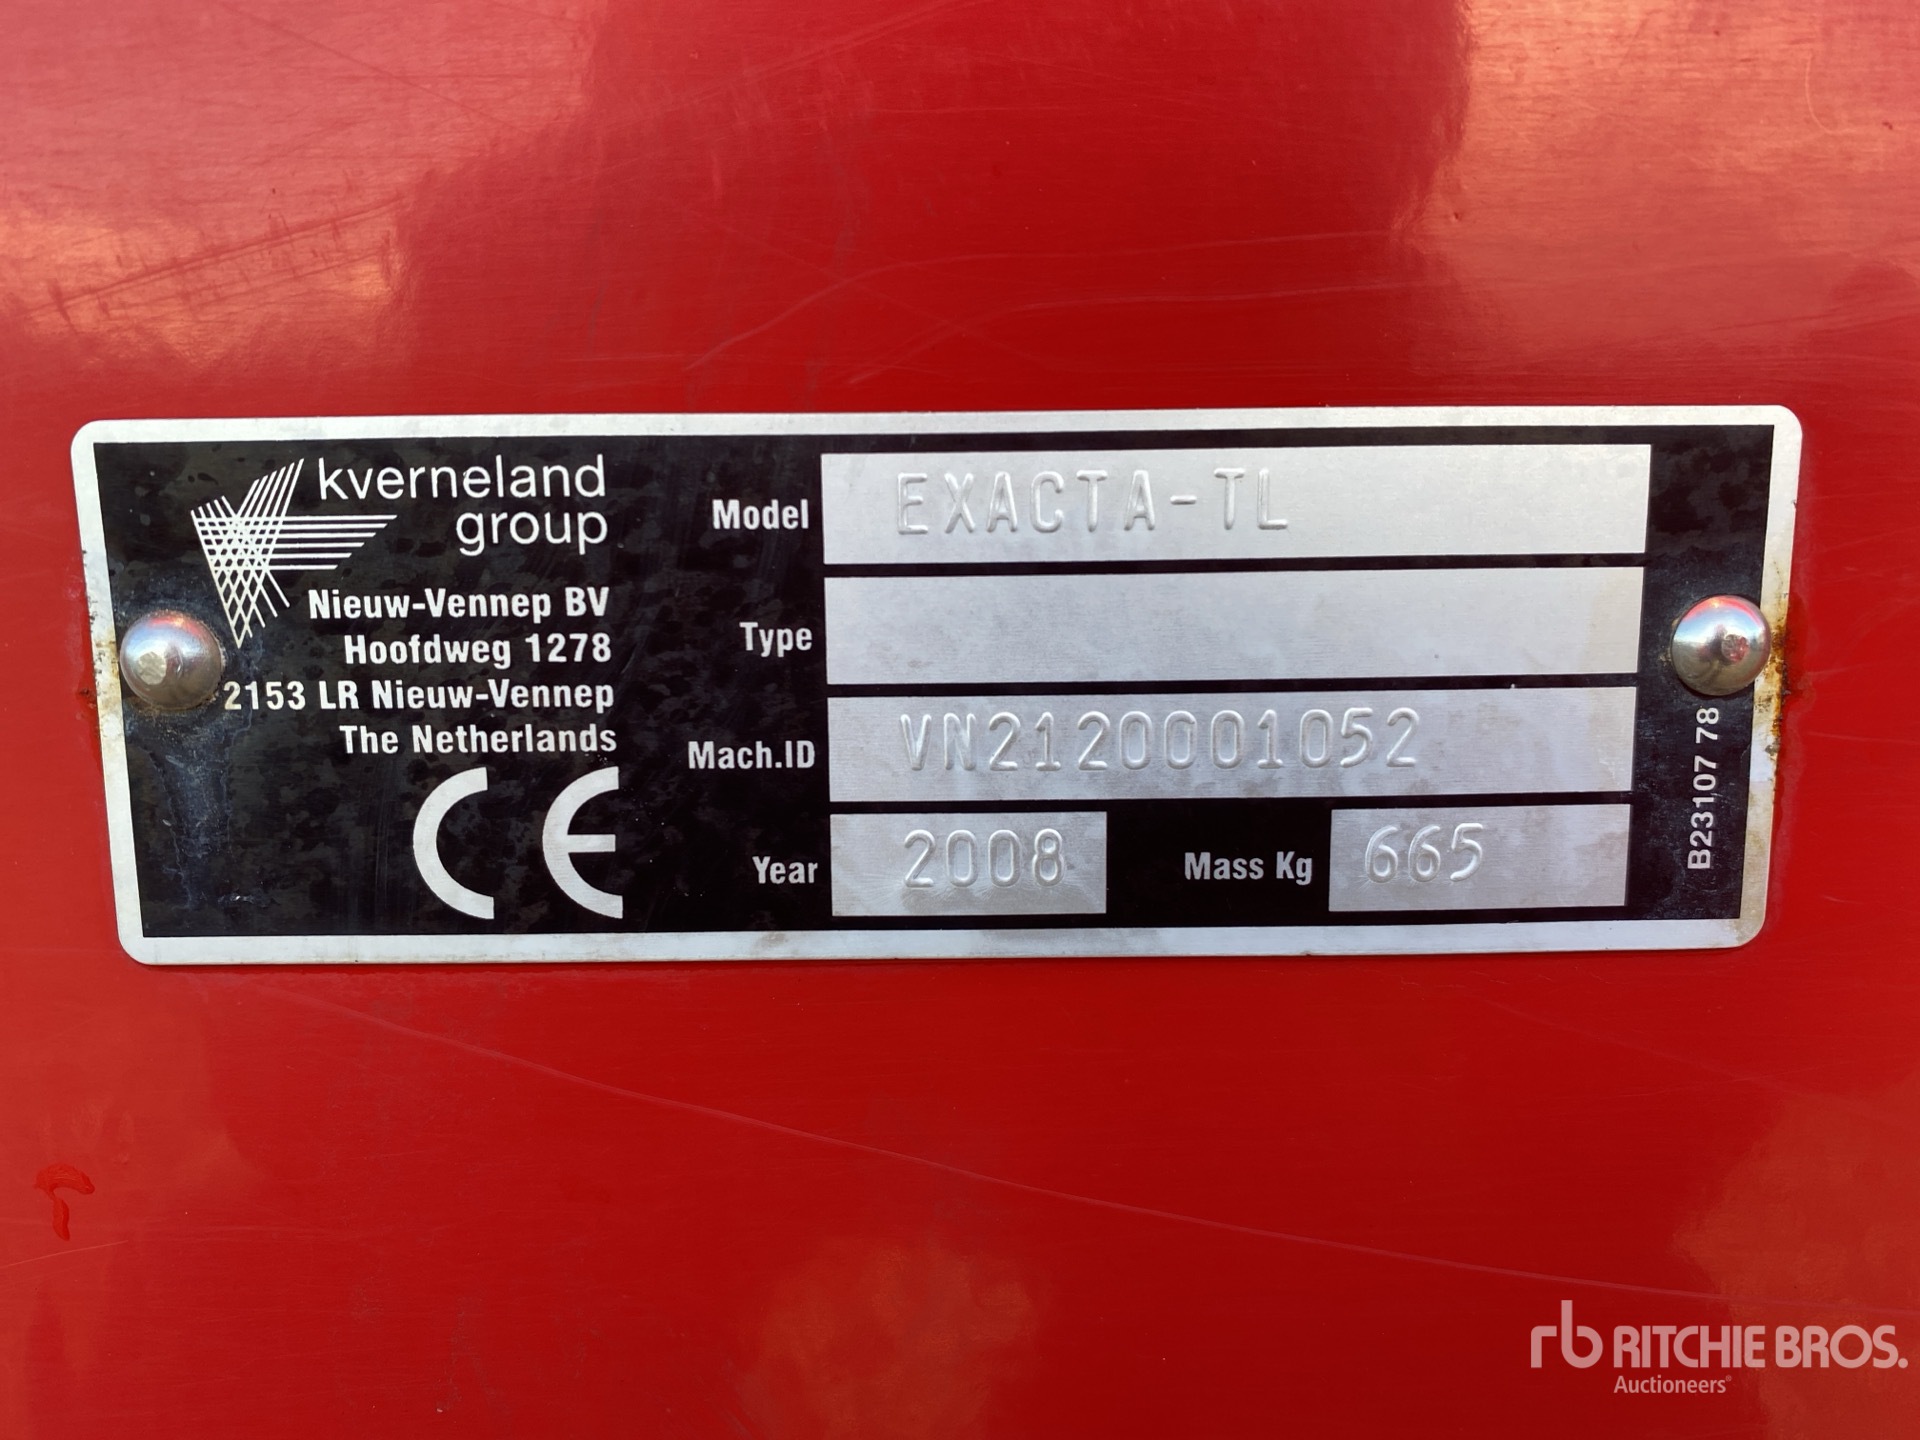 kverneland
group
Nieuw-Vennep BV
Hoofdweg 1278
2153 LR Nieuw-Vennep
The Netherlands
CE
Model EXACTA-TL
Type
Mach.ID VN2120001052
Year 2008 Mass Kg 665
B23107 78
rb RITCHIE BROS.
Auctioneers